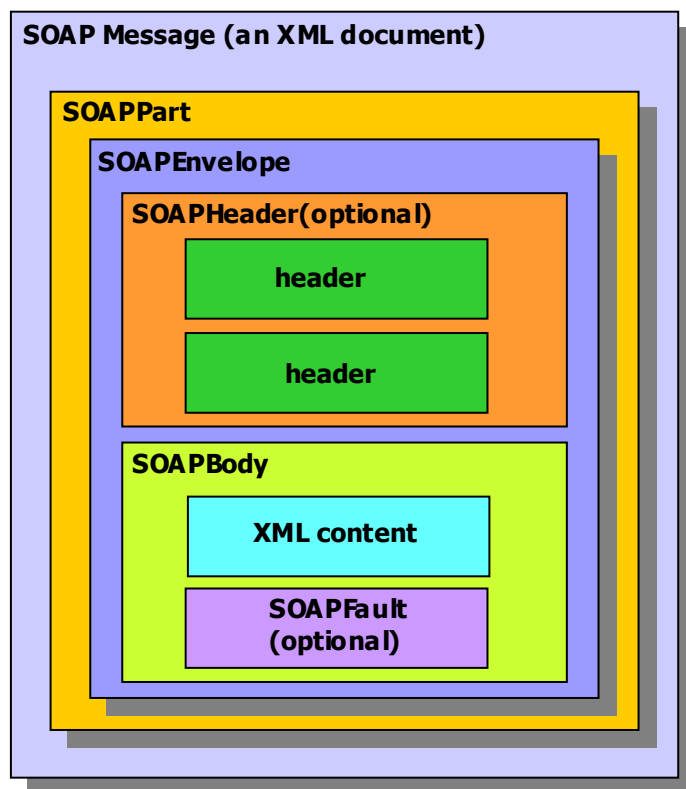 SOAP Message (an XML document)
SOAPPart
SOAPEnvelope
SOAPHeader(optional)
header
header
SOAPBody
XML content
SOAPFault
(optional)